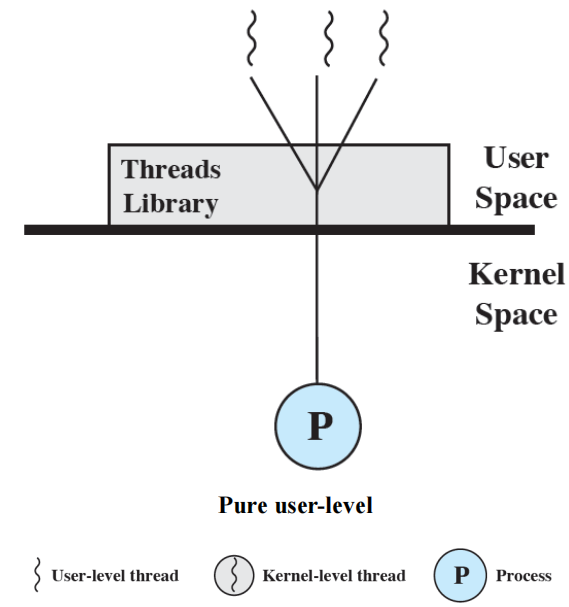 Threads
Library
User
Space
Kernel
Space
P
Pure user-level
User-level thread
Kernel-level thread
P
Process